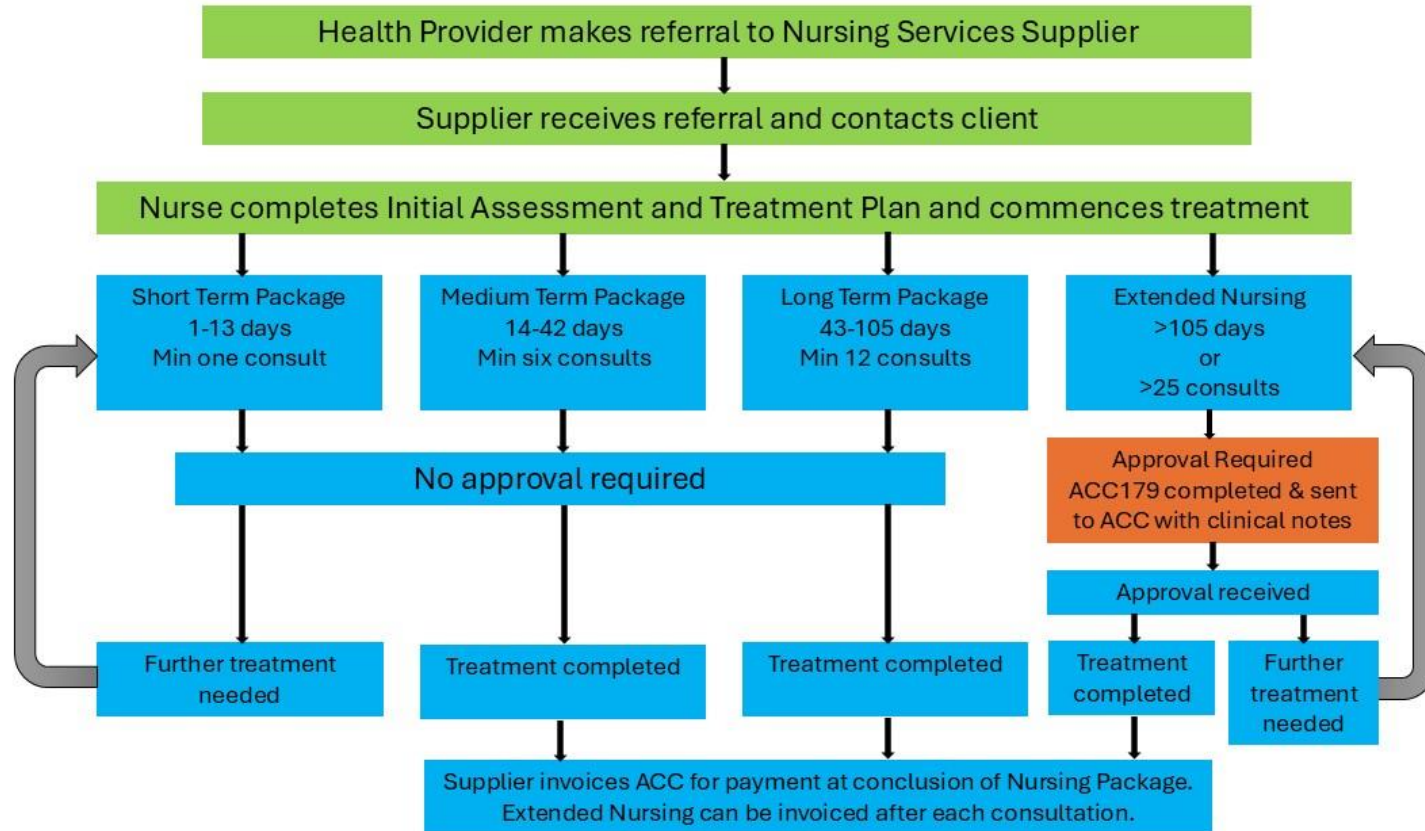 Health Provider makes referral to Nursing Services Supplier
Supplier receives referral and contacts client
Nurse completes Initial Assessment and Treatment Plan and commences treatment
Short Term Package
1-13 days
Min one consult
Medium Term Package
14-42 days
Min six consults
Long Term Package
43-105 days
Min 12 consults
Extended Nursing
>105 days
or
>25 consults
No approval required
Approval Required
ACC179 completed & sent
to ACC with clinical notes
Approval received
Further treatment
needed
Treatment completed
Treatment completed
Treatment
completed
Further
treatment
needed
Supplier invoices ACC for payment at conclusion of Nursing Package.
Extended Nursing can be invoiced after each consultation.